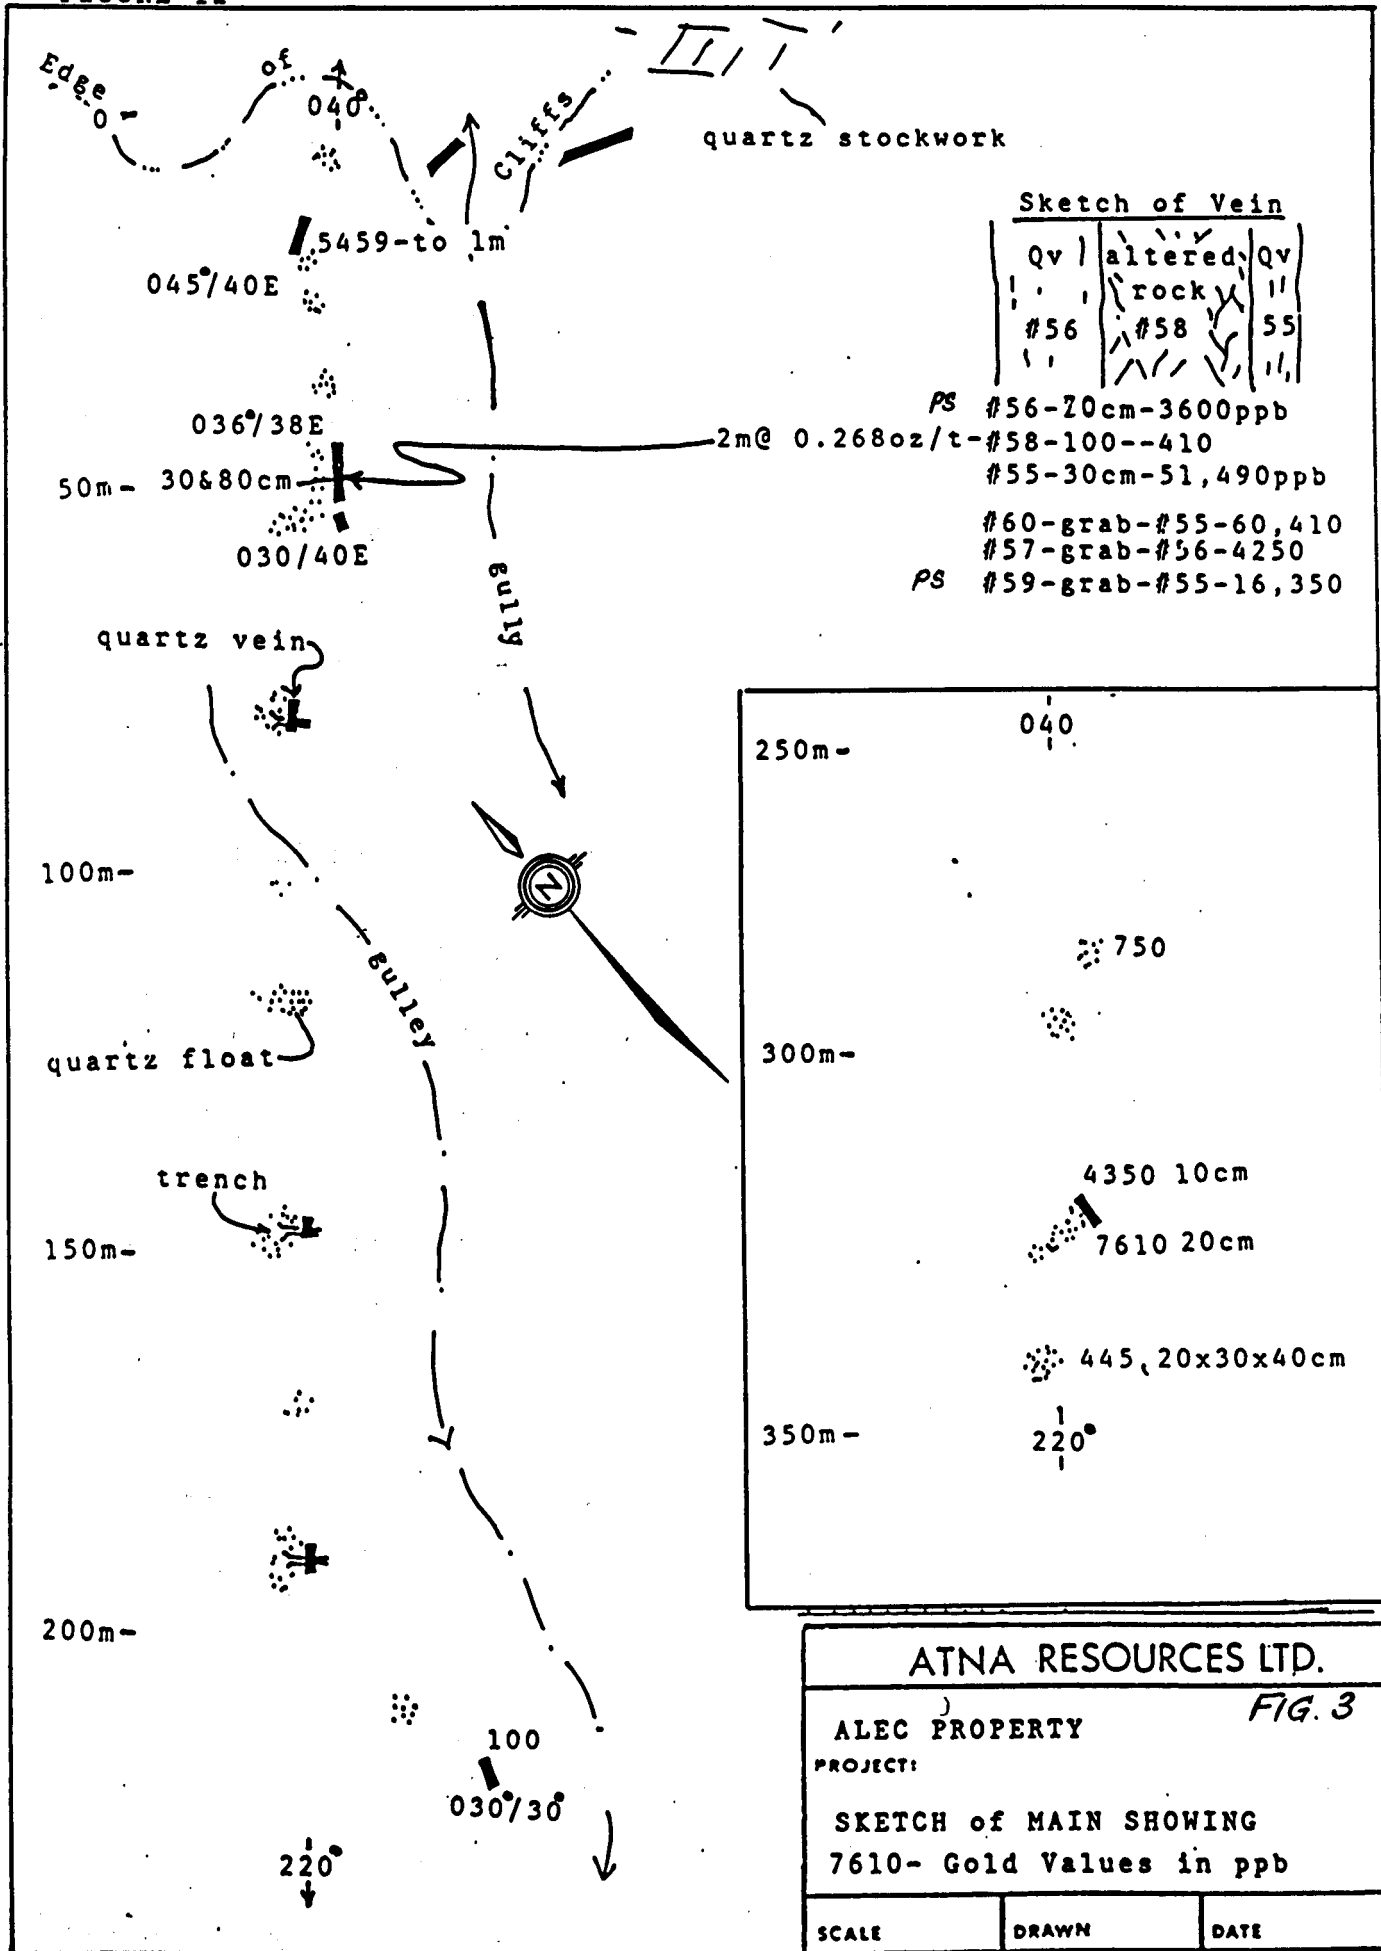 Edge of Cliffs
0-
040°
quartz stockwork
5459-to 1m
045°/40E
Sketch of Vein
Qv altered Qv
rock
#56 #58 55
036°/38E
PS #56-20cm-3600ppb
2m@ 0.268oz/t-#58-100--410
50m- 30&80cm
#55-30cm-51,490ppb
030/40E
#60-grab-#55-60,410
#57-grab-#56-4250
PS #59-grab-#55-16,350
gully
quartz vein
040
250m-
100m-
N
gulley
750
quartz float
300m-
trench
4350 10cm
150m-
7610 20cm
445, 20x30x40cm
350m-
220°
200m-
100
030°/30°
220°
ATNA RESOURCES LTD.
FIG. 3
ALEC PROPERTY
PROJECT:
SKETCH of MAIN SHOWING
7610- Gold Values in ppb
SCALE DRAWN DATE